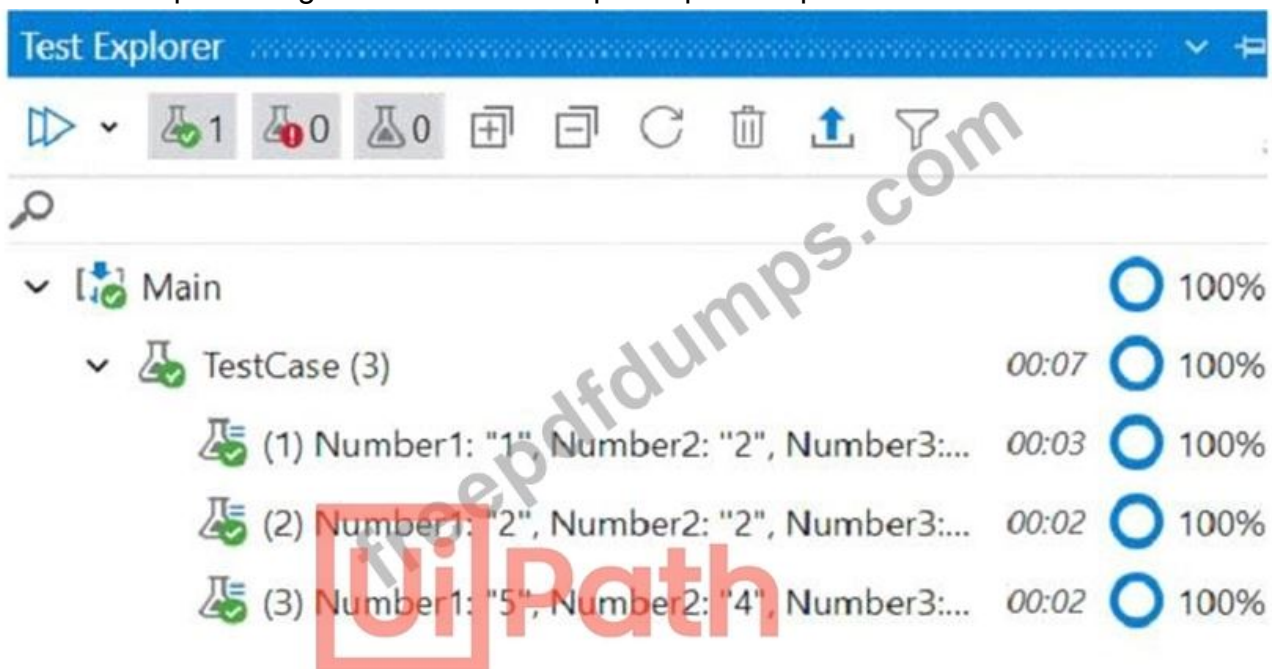 Test Explorer
1 0 0
Main 100%
TestCase (3) 00:07 100%
(1) Number1: "1", Number2: "2", Number3:... 00:03 100%
(2) Number1: "2", Number2: "2", Number3:... 00:02 100%
(3) Number1: "5", Number2: "4", Number3:... 00:02 100%
freepdfdumps.com
UiPath